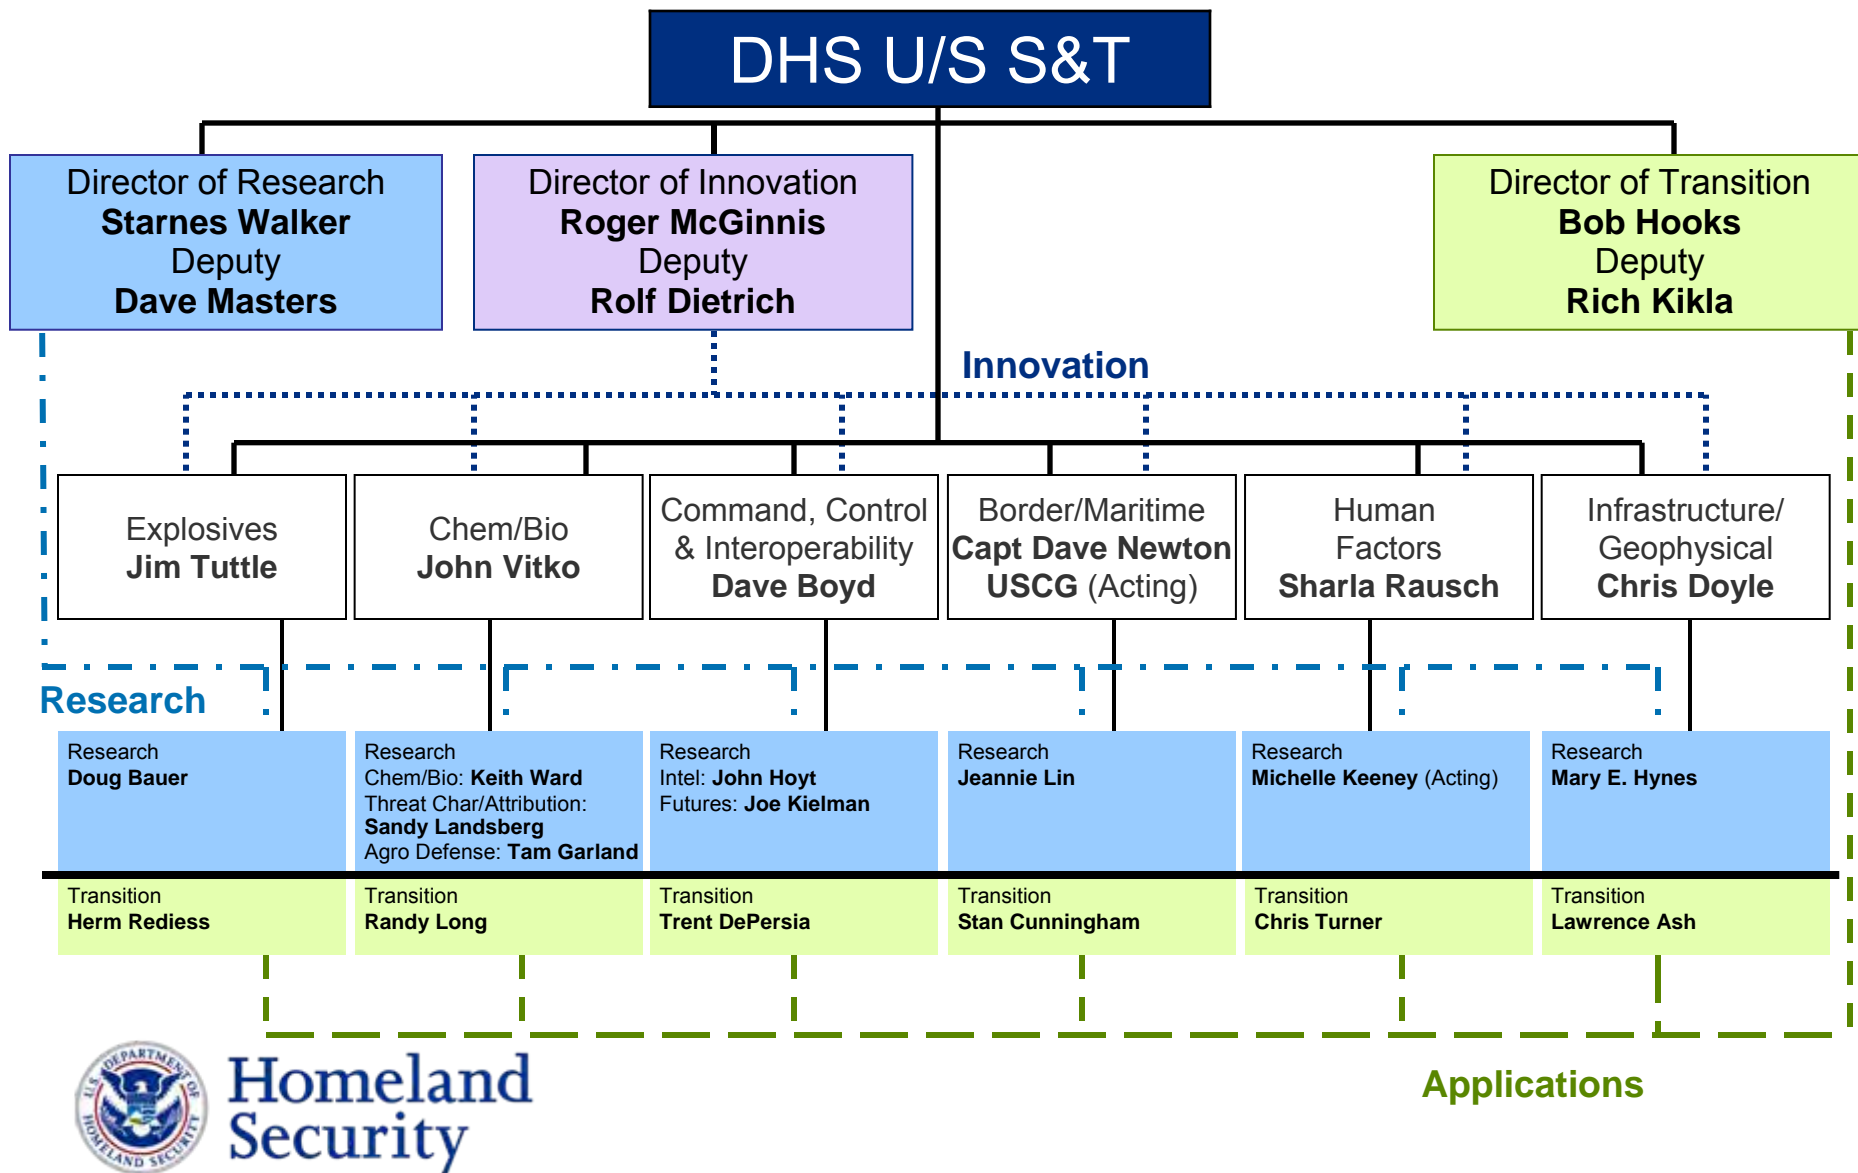 DHS U/S S&T
Director of Research
Starnes Walker
Deputy
Dave Masters
Director of Innovation
Roger McGinnis
Deputy
Rolf Dietrich
Director of Transition
Bob Hooks
Deputy
Rich Kikla
Innovation
Explosives
Jim Tuttle
Chem/Bio
John Vitko
Command, Control
& Interoperability
Dave Boyd
Border/Maritime
Capt Dave Newton
USCG (Acting)
Human
Factors
Sharla Rausch
Infrastructure/
Geophysical
Chris Doyle
Research
Research
Doug Bauer
Research
Chem/Bio: Keith Ward
Threat Char/Attribution:
Sandy Landsberg
Agro Defense: Tam Garland
Research
Intel: John Hoyt
Futures: Joe Kielman
Research
Jeannie Lin
Research
Michelle Keeney (Acting)
Research
Mary E. Hynes
Transition
Herm Rediess
Transition
Randy Long
Transition
Trent DePersia
Transition
Stan Cunningham
Transition
Chris Turner
Transition
Lawrence Ash
Applications
U.S. DEPARTMENT OF
HOMELAND SECURITY
Homeland
Security